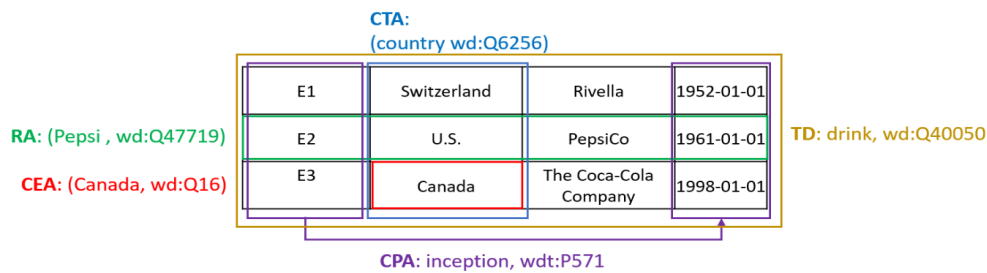 CTA:
(country wd:Q6256)
E1 Switzerland Rivella 1952-01-01
RA: (Pepsi , wd:Q47719) E2 U.S. PepsiCo 1961-01-01 TD: drink, wd:Q40050
CEA: (Canada, wd:Q16) E3 Canada The Coca-Cola
Company 1998-01-01
CPA: inception, wdt:P571